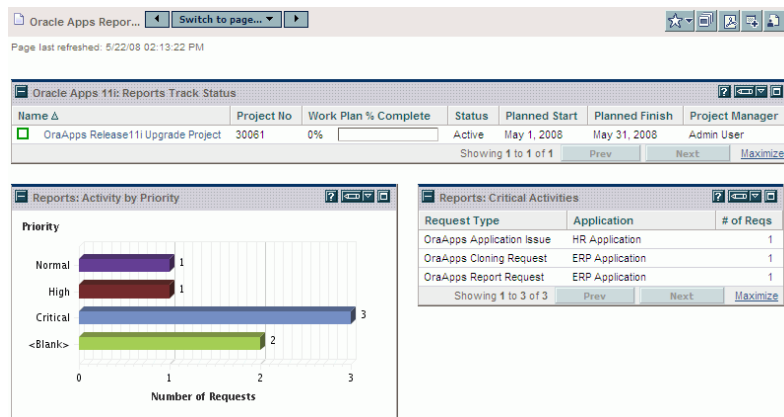 Oracle Apps Repor... Switch to page...
Page last refreshed: 5/22/08 02:13:22 PM
Oracle Apps 11i: Reports Track Status
Name Δ Project No Work Plan % Complete Status Planned Start Planned Finish Project Manager
OraApps Release11i Upgrade Project 30061 0% Active May 1, 2008 May 31, 2008 Admin User
Showing 1 to 1 of 1 Prev Next Maximize
Reports: Activity by Priority
Priority
Normal 1
High 1
Critical 3
<Blank> 2
0 1 2 3
Number of Requests
Reports: Critical Activities
Request Type Application # of Reqs
OraApps Application Issue HR Application 1
OraApps Cloning Request ERP Application 1
OraApps Report Request ERP Application 1
Showing 1 to 3 of 3 Prev Next Maximize